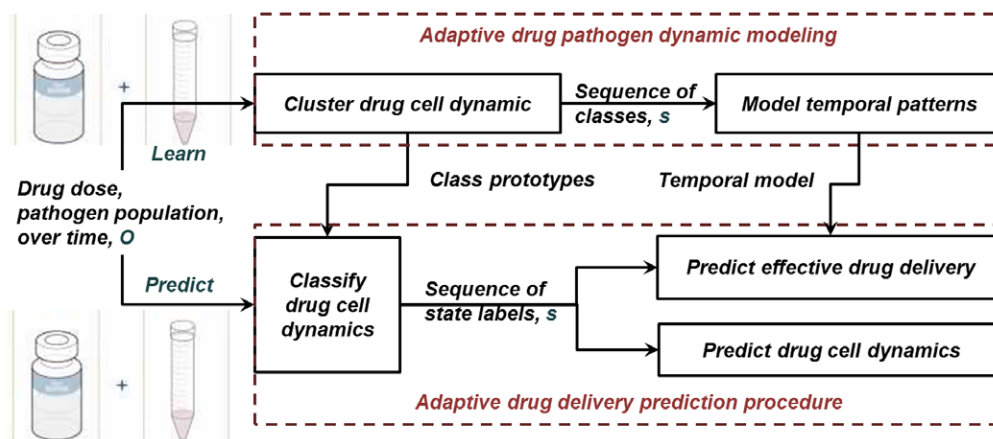 Adaptive drug pathogen dynamic modeling
+
Cluster drug cell dynamic
Sequence of
classes, s
Model temporal patterns
Learn
Drug dose,
pathogen population,
over time, O
Class prototypes
Temporal model
Predict
Classify
drug cell
dynamics
Sequence of
state labels, s
Predict effective drug delivery
Predict drug cell dynamics
+
Adaptive drug delivery prediction procedure